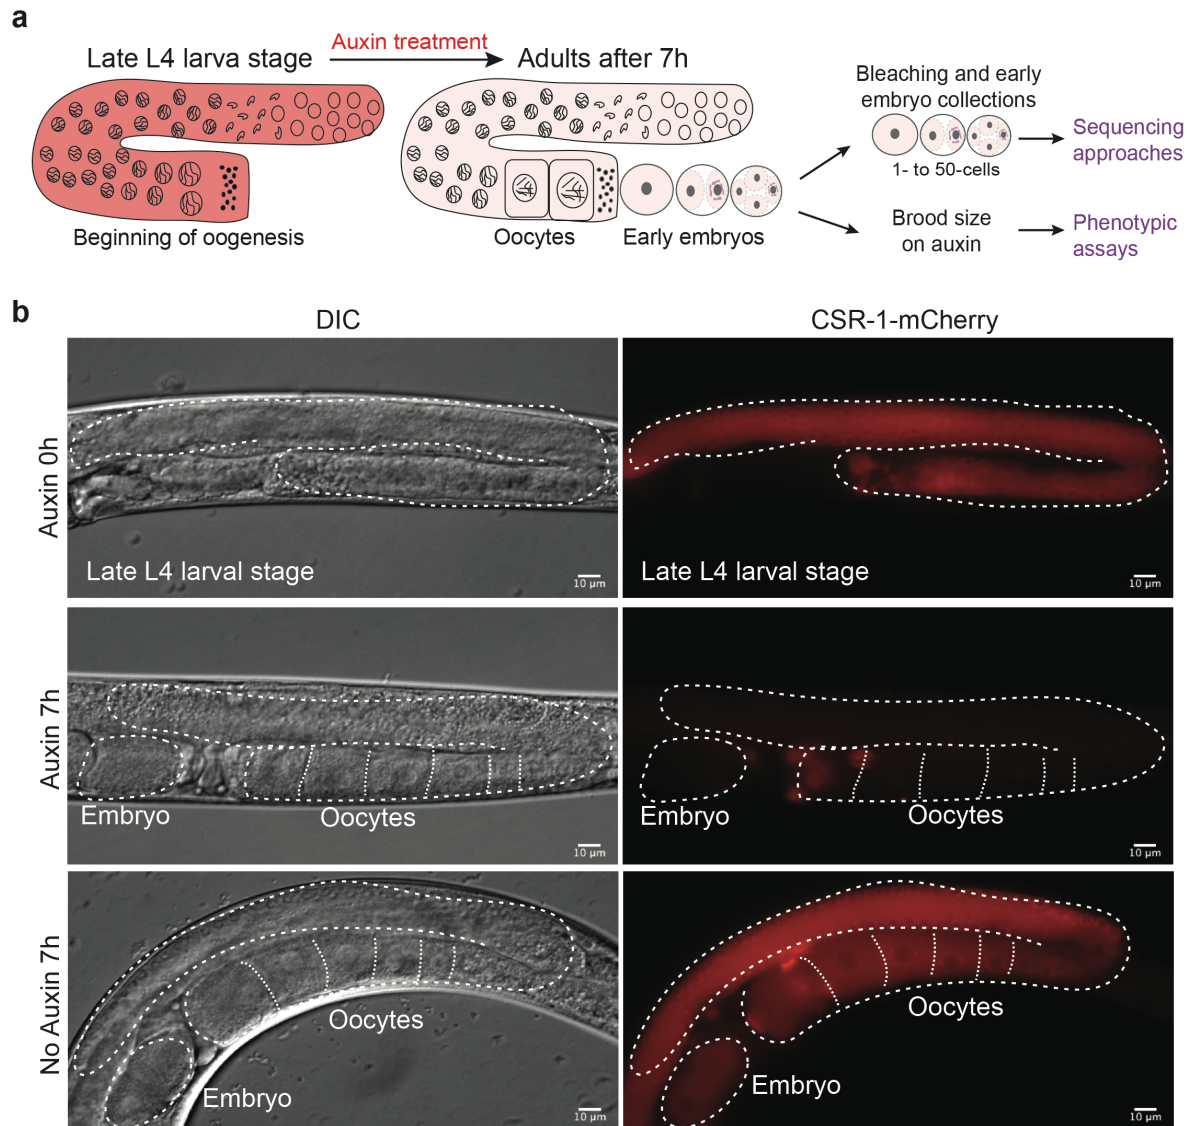 a
Late L4 larva stage
Auxin treatment
Adults after 7h
Beginning of oogenesis
Oocytes
Early embryos
Bleaching and early
embryo collections
1- to 50-cells
Sequencing
approaches
Brood size
on auxin
Phenotypic
assays
b
DIC
CSR-1-mCherry
Auxin 0h
Late L4 larval stage
10 µm
Late L4 larval stage
10 µm
Auxin 7h
Embryo
Oocytes
10 µm
Embryo
Oocytes
10 µm
No Auxin 7h
Oocytes
Embryo
10 µm
Oocytes
Embryo
10 µm